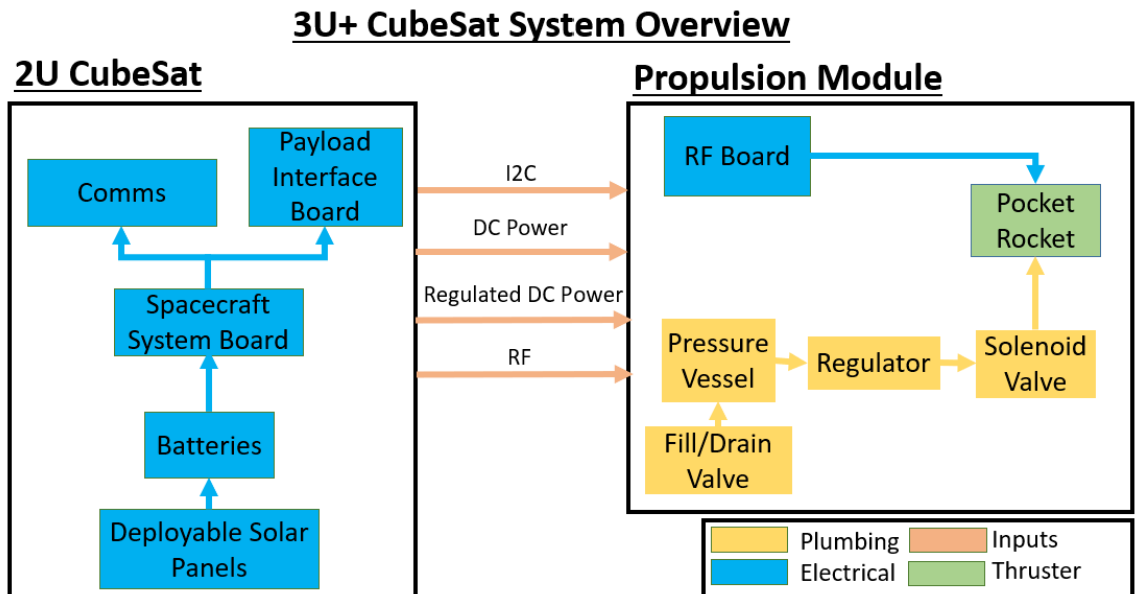 3U+ CubeSat System Overview
2U CubeSat
Propulsion Module
Comms
Payload
Interface
Board
Spacecraft
System Board
Batteries
Deployable Solar
Panels
I2C
DC Power
Regulated DC Power
RF
RF Board
Pocket
Rocket
Pressure
Vessel
Regulator
Solenoid
Valve
Fill/Drain
Valve
Plumbing
Inputs
Electrical
Thruster